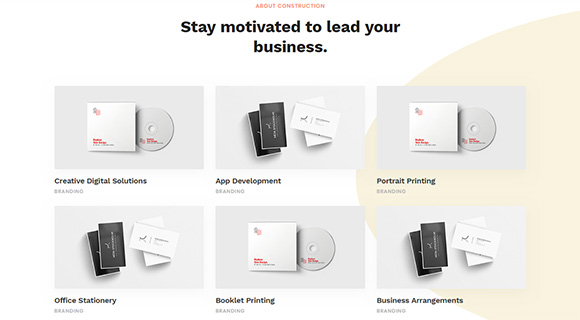 ABOUT CONSTRUCTION
Stay motivated to lead your
business.
Creative Digital Solutions
BRANDING
App Development
BRANDING
Portrait Printing
BRANDING
Office Stationery
BRANDING
Booklet Printing
BRANDING
Business Arrangements
BRANDING